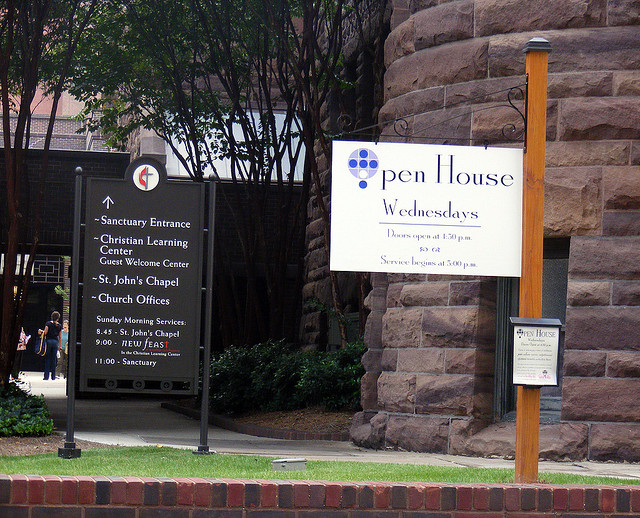 ~ Sanctuary Entrance
~ Christian Learning
Center
Guest Welcome Center
~ St. John's Chapel
~ Church Offices
Sunday Morning Services:
8:45 - St. John's Chapel
9:00 - NEW fEAST
In the Christian Learning Center
11:00 - Sanctuary
pen House
Wednesdays
Doors open at 4:30 p.m.
Service begins at 5:00 p.m.
PEN HOUSE